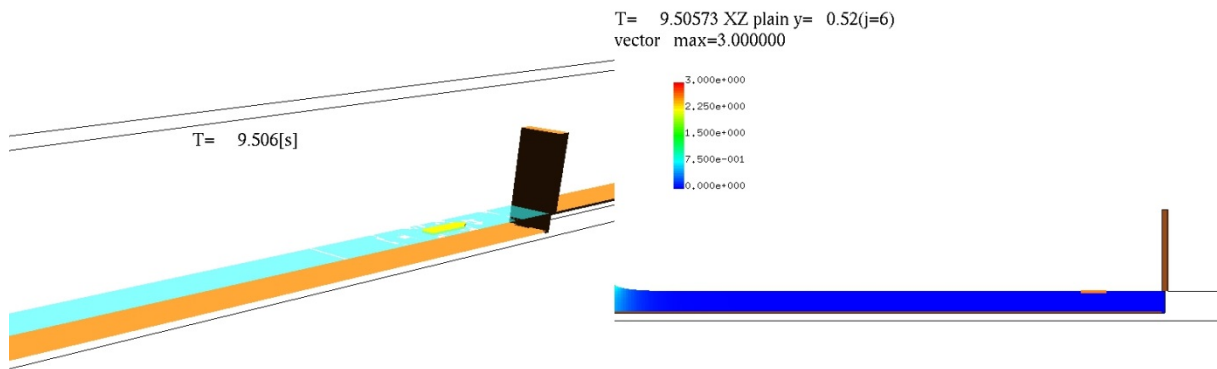 T= 9.50573 XZ plain y= 0.52(j=6)
vector max=3.000000
3.000e+000
2.250e+000
1.500e+000
7.500e-001
0.000e+000
T= 9.506[s]